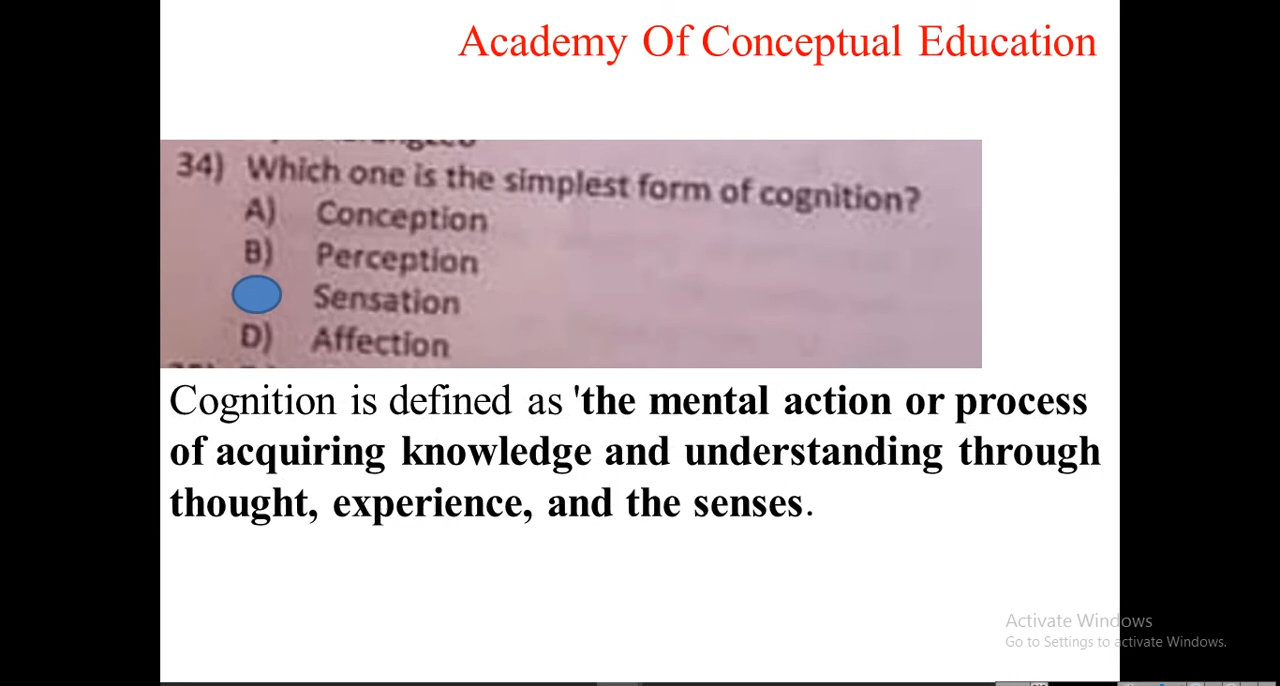 Academy Of Conceptual Education
34) Which one is the simplest form of cognition?
A) Conception
B) Perception
Sensation
D) Affection
Cognition is defined as 'the mental action or process
of acquiring knowledge and understanding through
thought, experience, and the senses.
Activate Windows
Go to Settings to activate Windows.